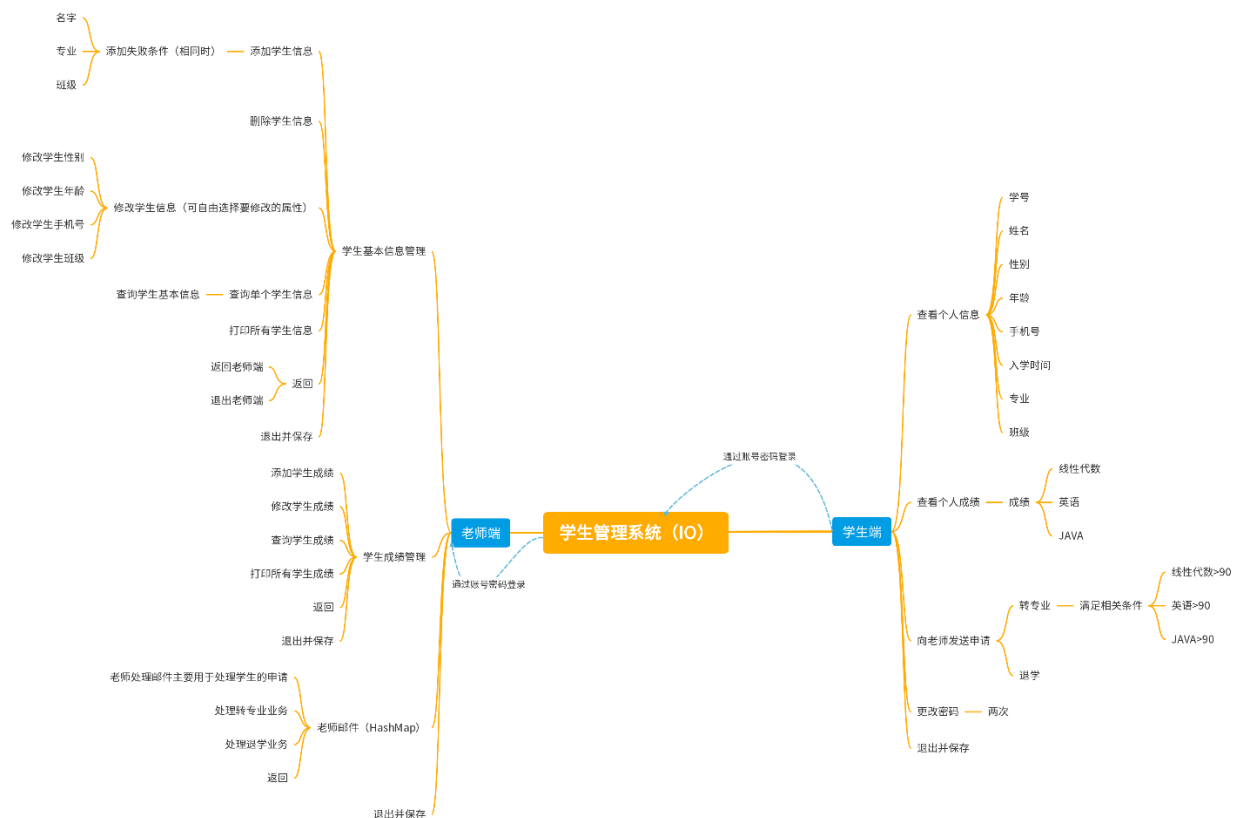 学生管理系统（IO）
老师端
通过账号密码登录
学生基本信息管理
添加学生信息
添加失败条件（相同时）
名字
专业
班级
删除学生信息
修改学生信息（可自由选择要修改的属性）
修改学生性别
修改学生年龄
修改学生手机号
修改学生班级
查询单个学生信息
查询学生基本信息
打印所有学生信息
返回
返回老师端
退出老师端
退出并保存
学生成绩管理
添加学生成绩
修改学生成绩
查询学生成绩
打印所有学生成绩
返回
退出并保存
老师邮件（HashMap）
老师处理邮件主要用于处理学生的申请
处理转专业业务
处理退学业务
返回
退出并保存
学生端
通过账号密码登录
查看个人信息
学号
姓名
性别
年龄
手机号
入学时间
专业
班级
查看个人成绩
成绩
线性代数
英语
JAVA
向老师发送申请
转专业
满足相关条件
线性代数>90
英语>90
JAVA>90
退学
更改密码
两次
退出并保存